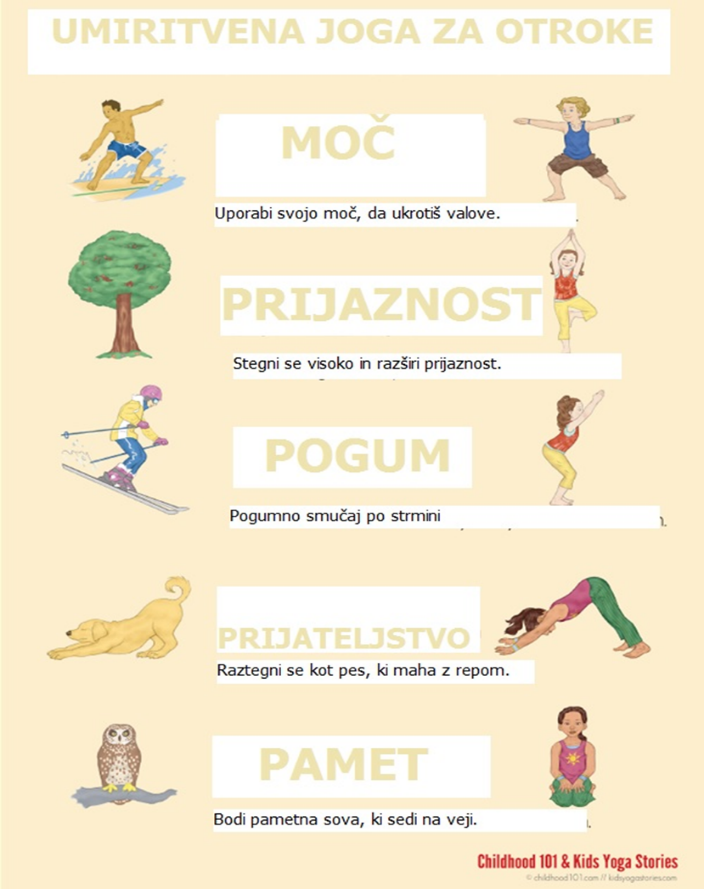 UMIRITVENA JOGA ZA OTROKE
MOČ
Uporabi svojo moč, da ukrotiš valove.
PRIJAZNOST
Stegni se visoko in razširi prijaznost.
POGUM
Pogumno smučaj po strmini
PRIJATELJSTVO
Raztegni se kot pes, ki maha z repom.
PAMET
Bodi pametna sova, ki sedi na veji.
Childhood 101 & Kids Yoga Stories
© childhood101.com // kidsyogastories.com